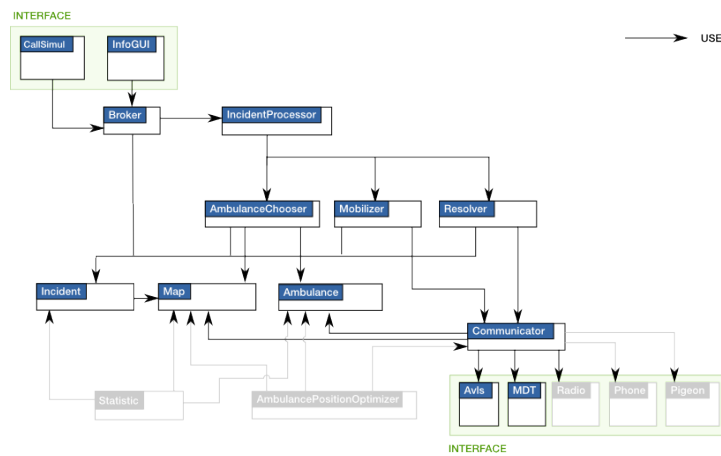 INTERFACE
CallSimul
InfoGUI
USE
Broker
IncidentProcessor
AmbulanceChooser
Mobilizer
Resolver
Incident
Map
Ambulance
Communicator
Statistic
AmbulancePositionOptimizer
Avls
MDT
Radio
Phone
Pigeon
INTERFACE